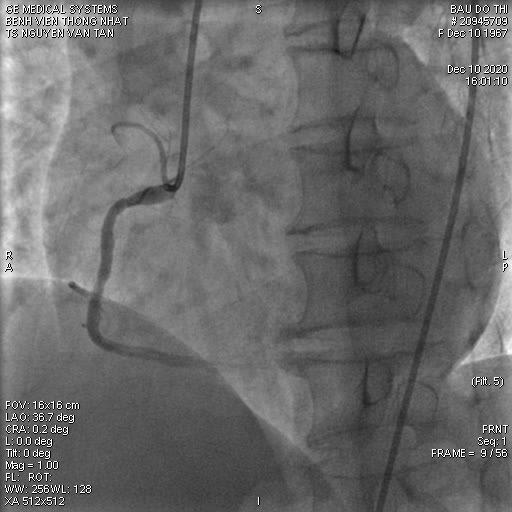 GE MEDICAL SYSTEMS
BENH VIEN THONG NHAT
TS NGUYEN VAN TAN
S
BAU DO THI
# 20945709
F Dec 10 1967
Dec 10 2020
16:01:10
R
A
L
P
(Filt. 5)
FOV: 16x16 cm
LAO: 36.7 deg
CRA: 0.2 deg
L: 0.0 deg
Tilt: 0 deg
Mag = 1.00
FL: ROT:
WW: 256WL: 128
XA 512x512
I
FRNT
Seq: 1
FRAME = 9 / 56